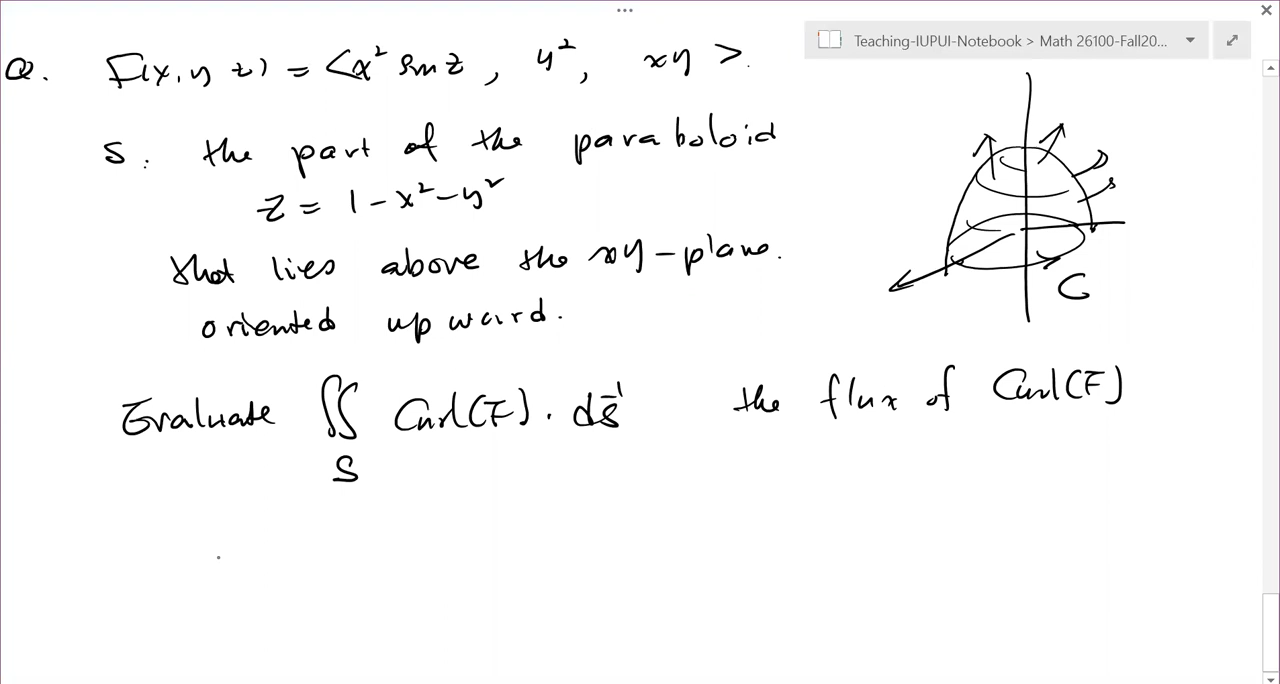 Teaching-IUPUI-Notebook > Math 26100-Fall20...
Q. F(x, y, z) = <x² sin z, y², xy>.
S: the part of the paraboloid
z = 1 - x² - y²
that lies above the xy-plane.
oriented upward.
C
Evaluate ∬ Curl(F) · ds⃗ the flux of Curl(F)
S